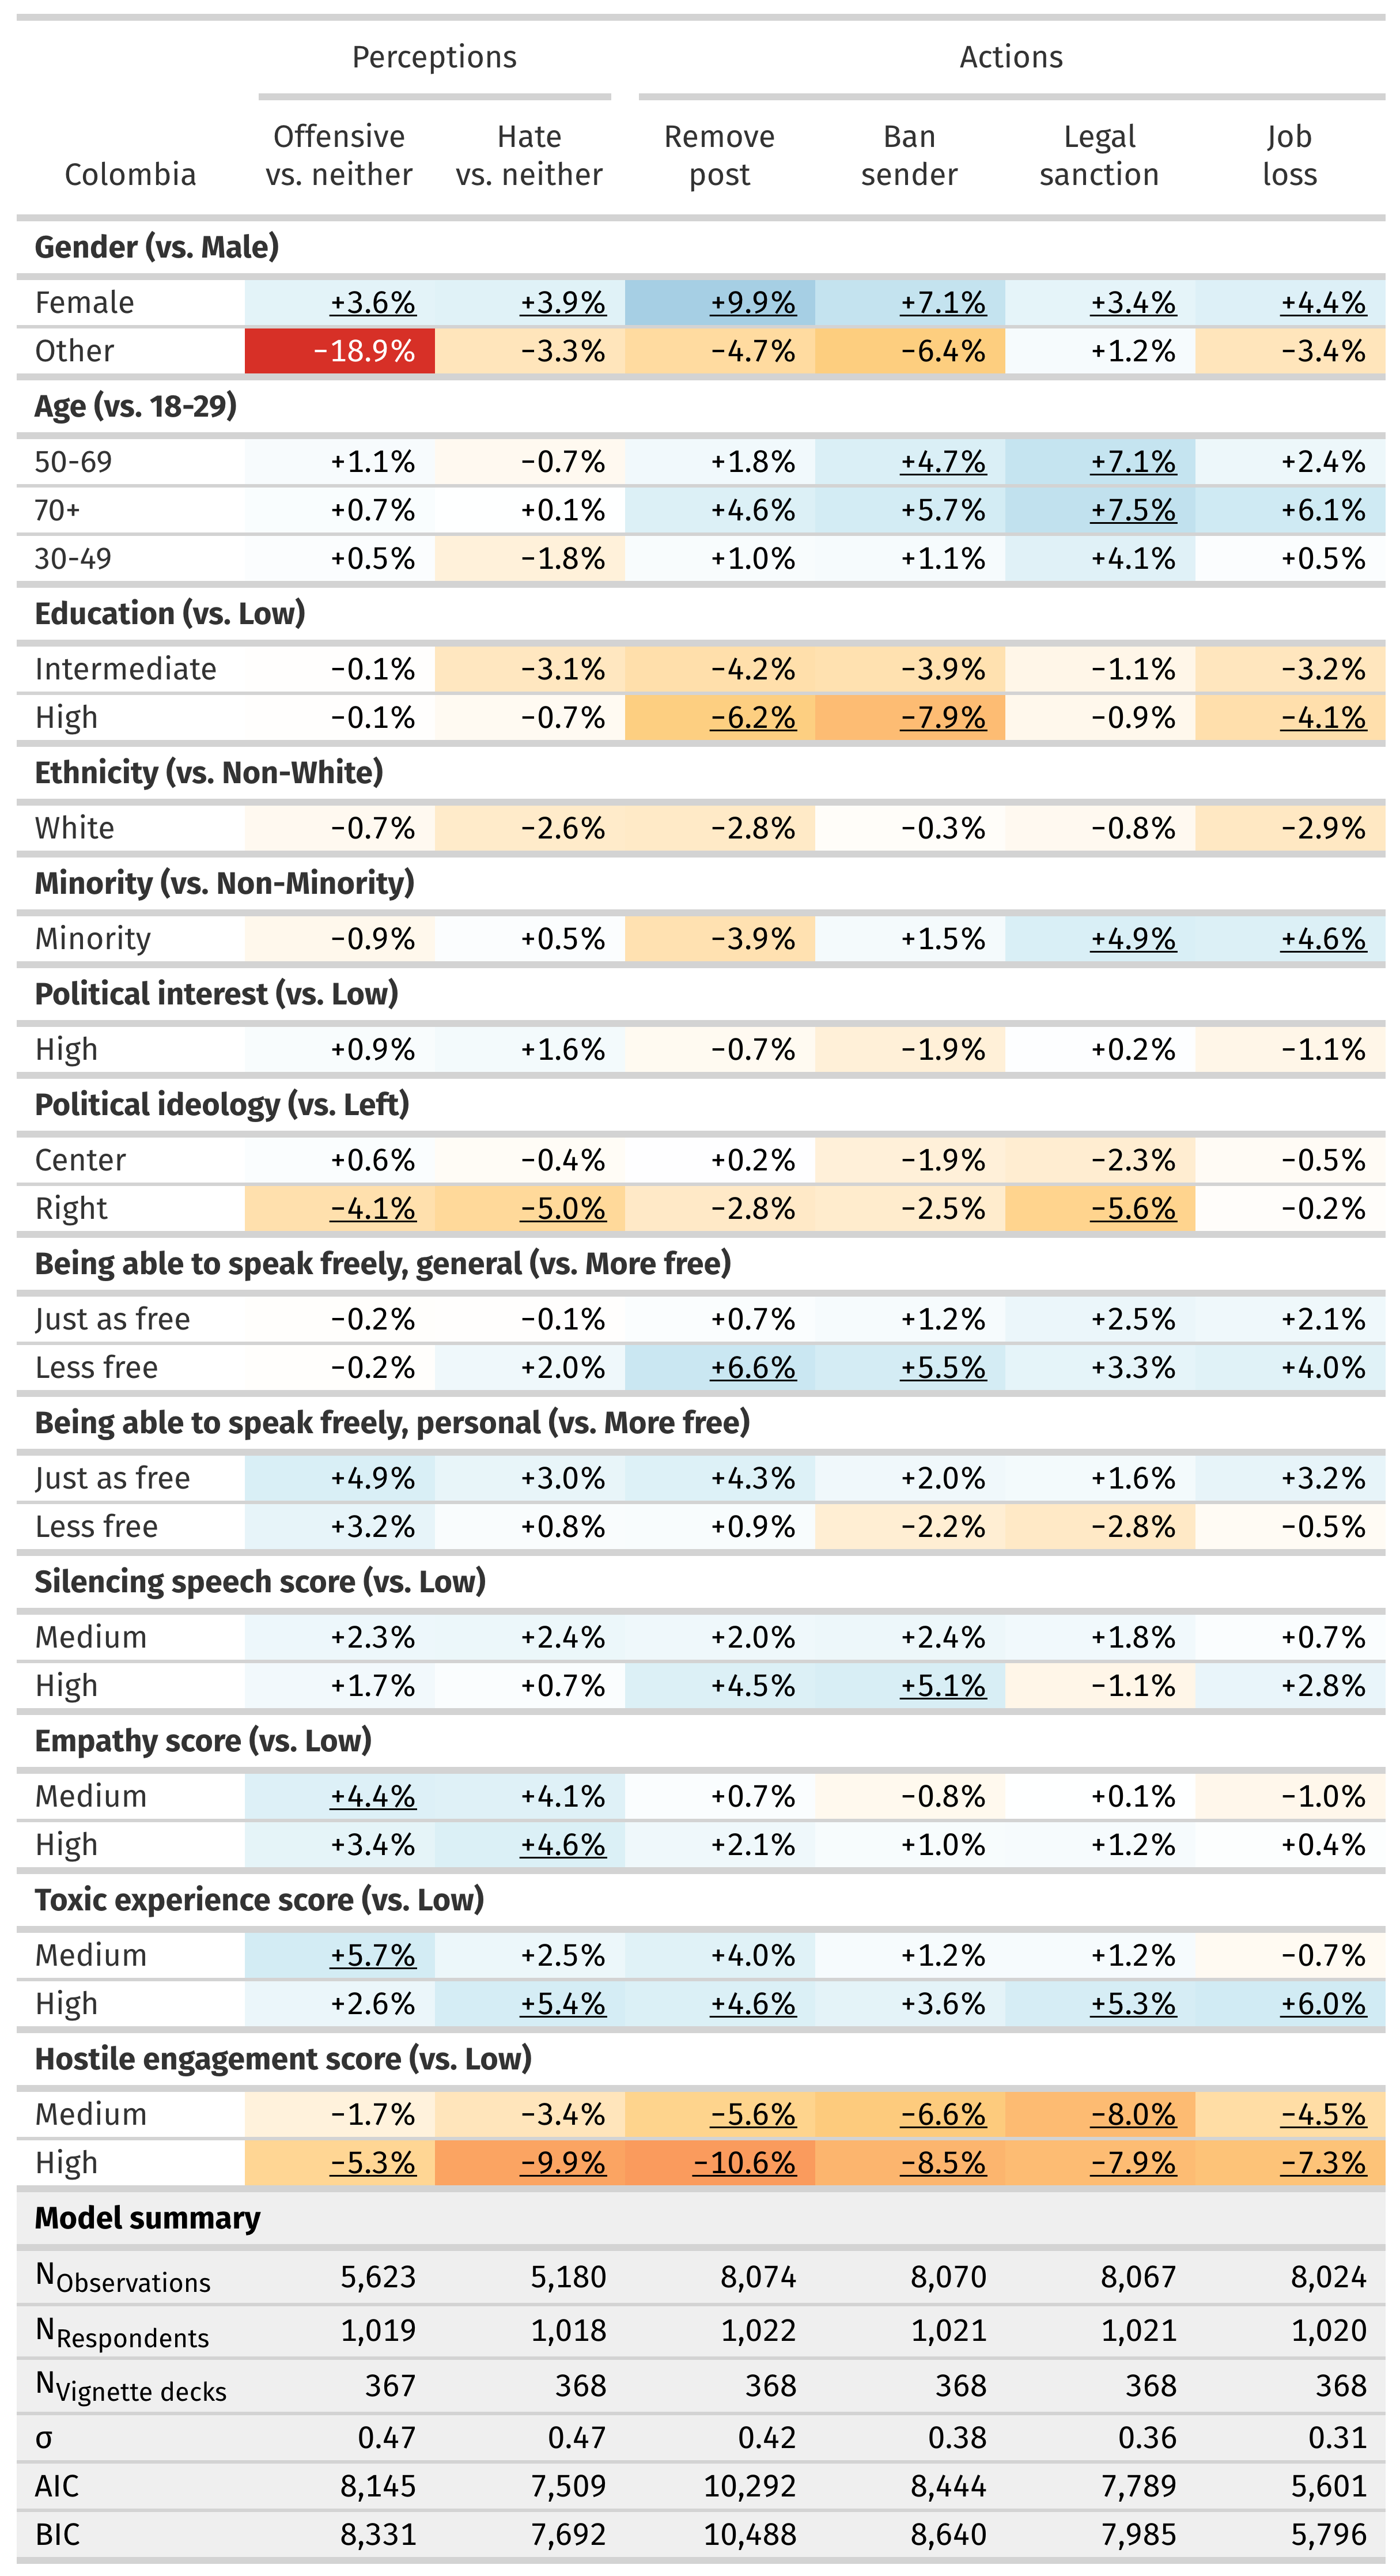 Perceptions Actions
Offensive Hate Remove Ban Legal Job
Colombia vs. neither vs. neither post sender sanction loss
Gender (vs. Male)
Female +3.6% +3.9% +9.9% +7.1% +3.4% +4.4%
Other −18.9% −3.3% −4.7% −6.4% +1.2% −3.4%
Age (vs. 18-29)
50-69 +1.1% −0.7% +1.8% +4.7% +7.1% +2.4%
70+ +0.7% +0.1% +4.6% +5.7% +7.5% +6.1%
30-49 +0.5% −1.8% +1.0% +1.1% +4.1% +0.5%
Education (vs. Low)
Intermediate −0.1% −3.1% −4.2% −3.9% −1.1% −3.2%
High −0.1% −0.7% −6.2% −7.9% −0.9% −4.1%
Ethnicity (vs. Non-White)
White −0.7% −2.6% −2.8% −0.3% −0.8% −2.9%
Minority (vs. Non-Minority)
Minority −0.9% +0.5% −3.9% +1.5% +4.9% +4.6%
Political interest (vs. Low)
High +0.9% +1.6% −0.7% −1.9% +0.2% −1.1%
Political ideology (vs. Left)
Center +0.6% −0.4% +0.2% −1.9% −2.3% −0.5%
Right −4.1% −5.0% −2.8% −2.5% −5.6% −0.2%
Being able to speak freely, general (vs. More free)
Just as free −0.2% −0.1% +0.7% +1.2% +2.5% +2.1%
Less free −0.2% +2.0% +6.6% +5.5% +3.3% +4.0%
Being able to speak freely, personal (vs. More free)
Just as free +4.9% +3.0% +4.3% +2.0% +1.6% +3.2%
Less free +3.2% +0.8% +0.9% −2.2% −2.8% −0.5%
Silencing speech score (vs. Low)
Medium +2.3% +2.4% +2.0% +2.4% +1.8% +0.7%
High +1.7% +0.7% +4.5% +5.1% −1.1% +2.8%
Empathy score (vs. Low)
Medium +4.4% +4.1% +0.7% −0.8% +0.1% −1.0%
High +3.4% +4.6% +2.1% +1.0% +1.2% +0.4%
Toxic experience score (vs. Low)
Medium +5.7% +2.5% +4.0% +1.2% +1.2% −0.7%
High +2.6% +5.4% +4.6% +3.6% +5.3% +6.0%
Hostile engagement score (vs. Low)
Medium −1.7% −3.4% −5.6% −6.6% −8.0% −4.5%
High −5.3% −9.9% −10.6% −8.5% −7.9% −7.3%
Model summary
N Observations 5,623 5,180 8,074 8,070 8,067 8,024
N Respondents 1,019 1,018 1,022 1,021 1,021 1,020
N Vignette decks 367 368 368 368 368 368
σ 0.47 0.47 0.42 0.38 0.36 0.31
AIC 8,145 7,509 10,292 8,444 7,789 5,601
BIC 8,331 7,692 10,488 8,640 7,985 5,796